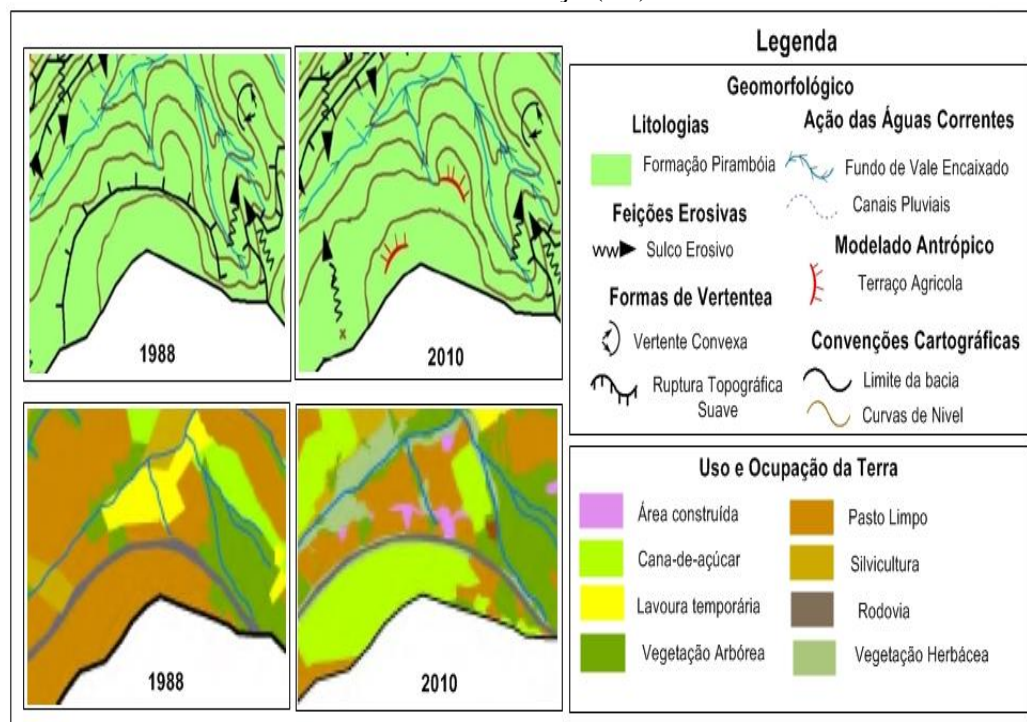 1988
2010
1988
2010
Legenda
Geomorfológico
Litologias
Formação Pirambóia
Feições Erosivas
Sulco Erosivo
Formas de Vertentea
Vertente Convexa
Ruptura Topográfica
Suave
Ação das Águas Correntes
Fundo de Vale Encaixado
Canais Pluviais
Modelado Antrópico
Terraço Agricola
Convenções Cartográficas
Limite da bacia
Curvas de Nivel
Uso e Ocupação da Terra
Área construída
Cana-de-açúcar
Lavoura temporária
Vegetação Arbórea
Pasto Limpo
Silvicultura
Rodovia
Vegetação Herbácea